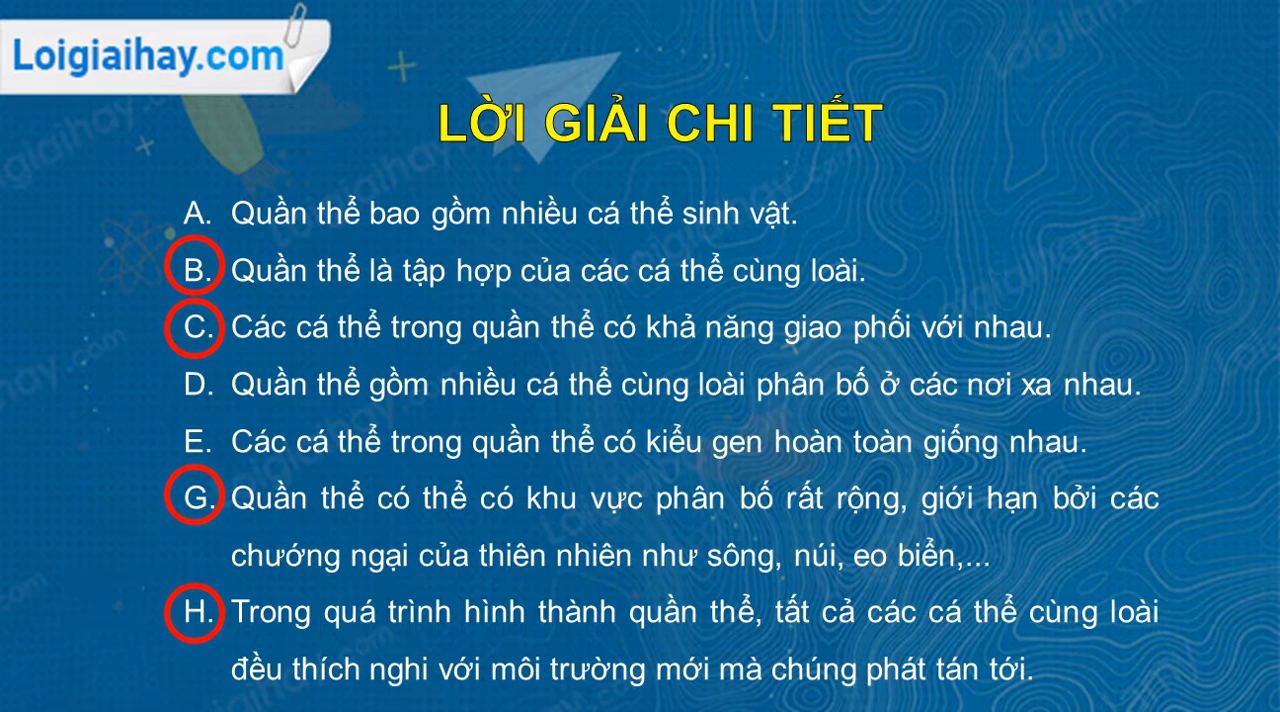 Loigiaihay.com
LỜI GIẢI CHI TIẾT
A. Quần thể bao gồm nhiều cá thể sinh vật.
B. Quần thể là tập hợp của các cá thể cùng loài.
C. Các cá thể trong quần thể có khả năng giao phối với nhau.
D. Quần thể gồm nhiều cá thể cùng loài phân bố ở các nơi xa nhau.
E. Các cá thể trong quần thể có kiểu gen hoàn toàn giống nhau.
G. Quần thể có thể có khu vực phân bố rất rộng, giới hạn bởi các
chướng ngại của thiên nhiên như sông, núi, eo biển,...
H. Trong quá trình hình thành quần thể, tất cả các cá thể cùng loài
đều thích nghi với môi trường mới mà chúng phát tán tới.